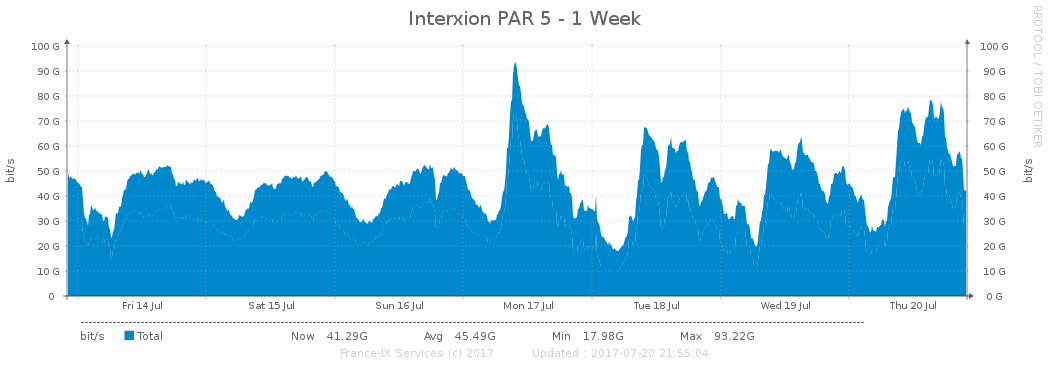 Interxion PAR 5 - 1 Week
RRDTOOL / TOBI OETIKER
bit/s
bit/s
100 G 100 G
90 G 90 G
80 G 80 G
70 G 70 G
60 G 60 G
50 G 50 G
40 G 40 G
30 G 30 G
20 G 20 G
10 G 10 G
0 0 G
Fri 14 Jul Sat 15 Jul Sun 16 Jul Mon 17 Jul Tue 18 Jul Wed 19 Jul Thu 20 Jul
bit/s Total Now 41.29G Avg 45.49G Min 17.98G Max 93.22G
France-IX Services (c) 2017 Updated : 2017-07-20 21:55:04